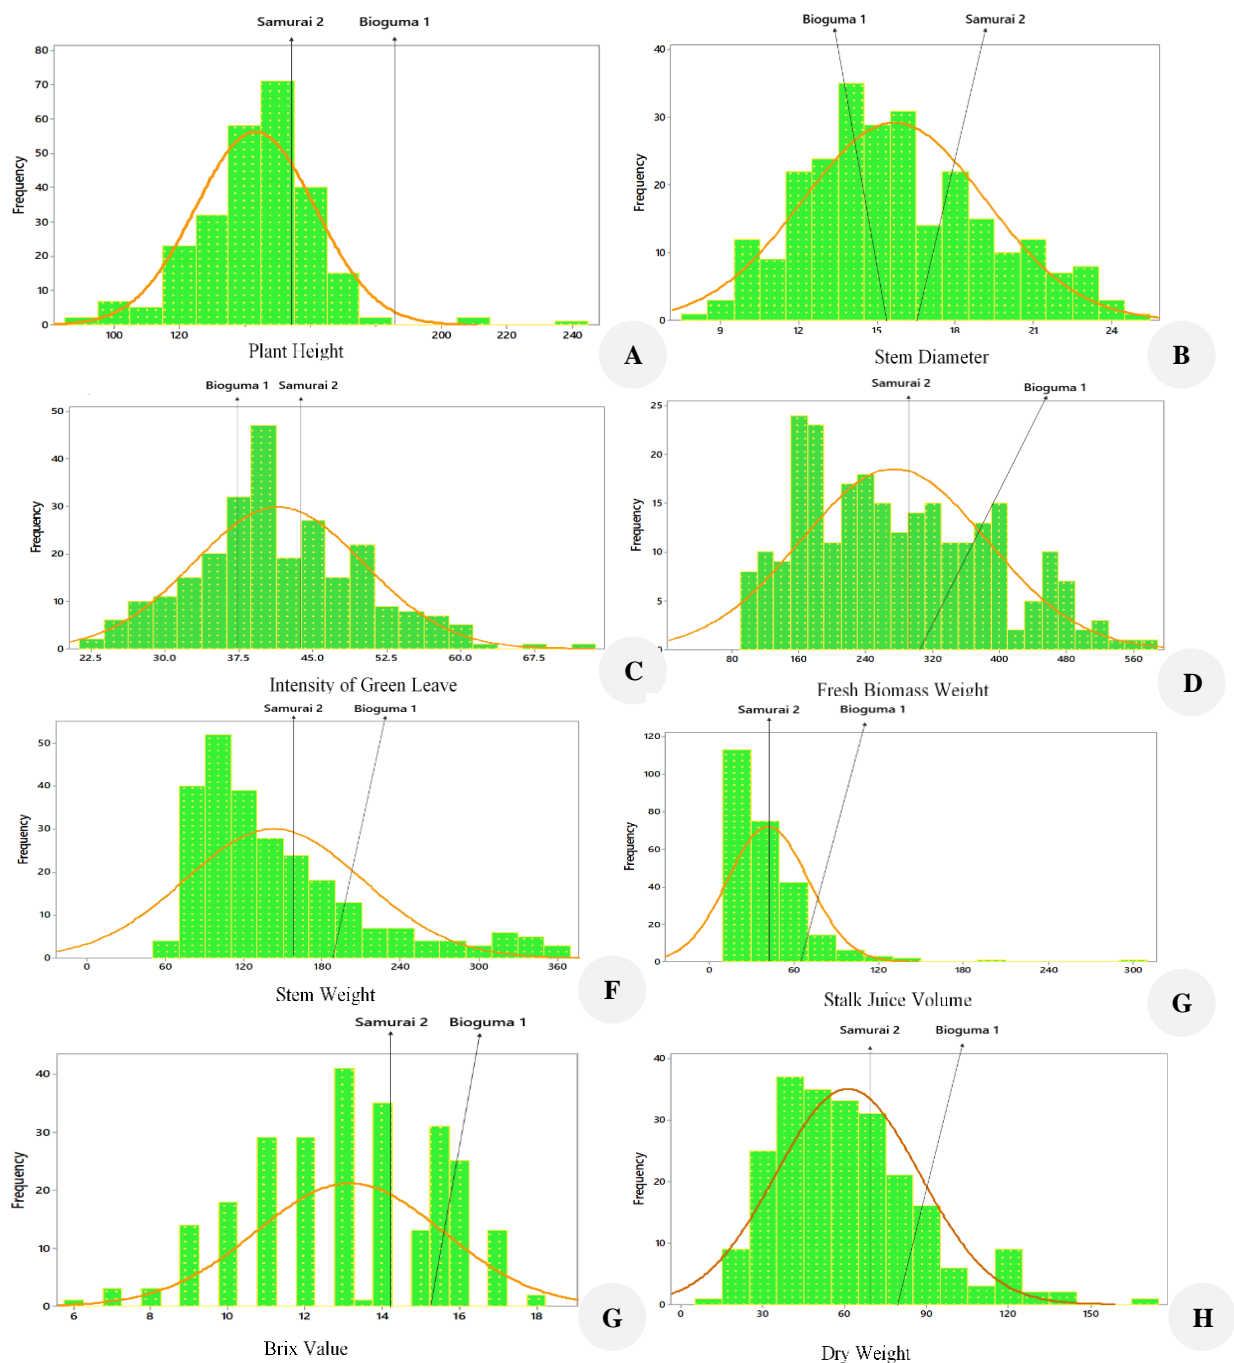 Samurai 2 Bioguma 1
80
70
60
50
40
30
20
10
0
Frequency
100 120 200 220 240
Plant Height
A
Bioguma 1 Samurai 2
40
30
20
10
0
Frequency
9 12 15 18 21 24
Stem Diameter
B
Bioguma 1 Samurai 2
50
40
30
20
10
0
Frequency
22.5 30.0 37.5 45.0 52.5 60.0 67.5
Intensity of Green Leave
C
Samurai 2 Bioguma 1
25
20
15
10
5
0
Frequency
80 160 240 320 400 480 560
Fresh Biomass Weight
D
Samurai 2 Bioguma 1
50
40
30
20
10
0
Frequency
0 60 120 180 240 300 360
Stem Weight
F
Samurai 2 Bioguma 1
120
100
80
60
40
20
0
Frequency
0 60 120 180 240 300
Stalk Juice Volume
G
Samurai 2 Bioguma 1
40
30
20
10
0
Frequency
6 8 10 12 14 16 18
Brix Value
G
Samurai 2 Bioguma 1
40
30
20
10
0
Frequency
0 30 60 90 120 150
Dry Weight
H